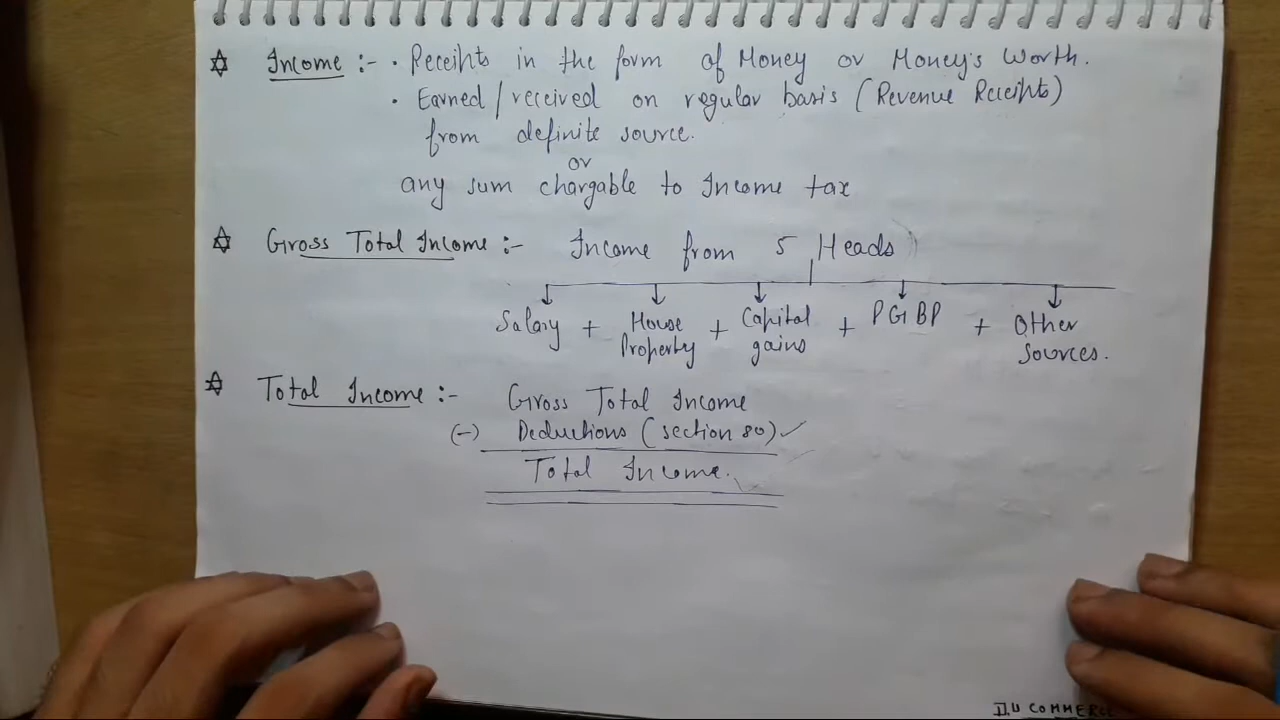 ✡ Income :- • Receipts in the form of Money or Money's Worth.
• Earned / received on regular basis (Revenue Receipts)
from definite source.
or
any sum chargable to Income tax
✡ Gross Total Income :- Income from 5 Heads
Salary + House Property + Capital gains + PGBP + Other Sources.
✡ Total Income :- Gross Total Income
(-) Deductions (section 80) ✓
Total Income.
DU COMMERCE